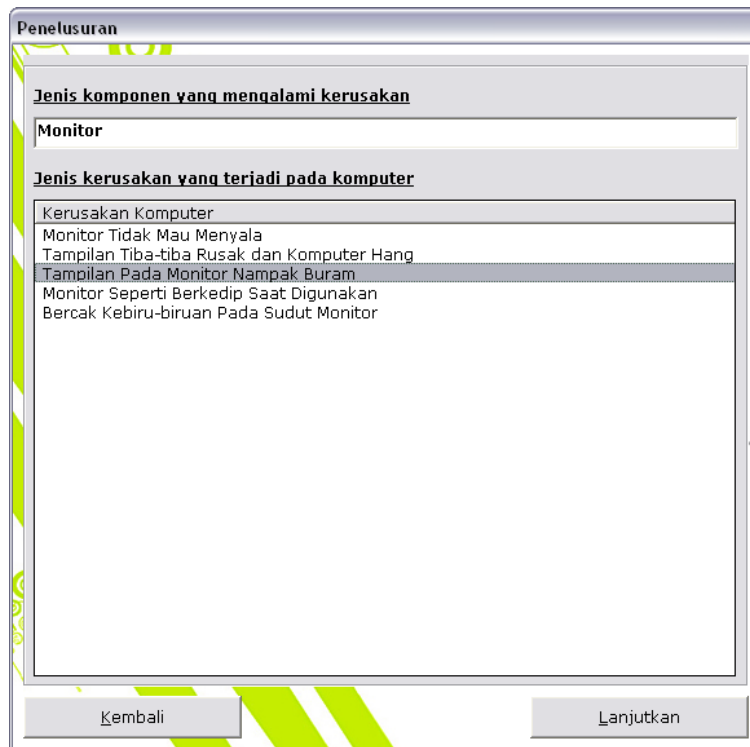 Penelusuran
Jenis komponen yang mengalami kerusakan
Monitor
Jenis kerusakan yang terjadi pada komputer
Kerusakan Komputer
Monitor Tidak Mau Menyala
Tampilan Tiba-tiba Rusak dan Komputer Hang
Tampilan Pada Monitor Nampak Buram
Monitor Seperti Berkedip Saat Digunakan
Bercak Kebiru-biruan Pada Sudut Monitor
Kembali
Lanjutkan